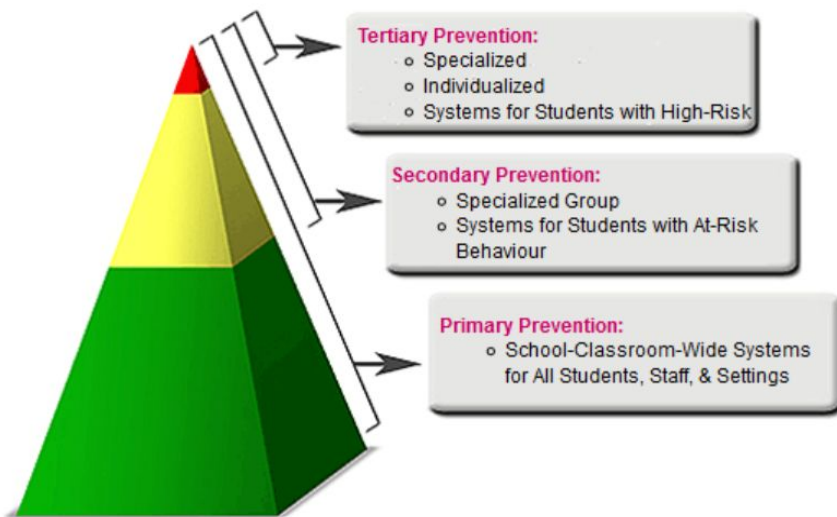 Tertiary Prevention:
Specialized
Individualized
Systems for Students with High-Risk
Secondary Prevention:
Specialized Group
Systems for Students with At-Risk
Behaviour
Primary Prevention:
School-Classroom-Wide Systems
for All Students, Staff, & Settings